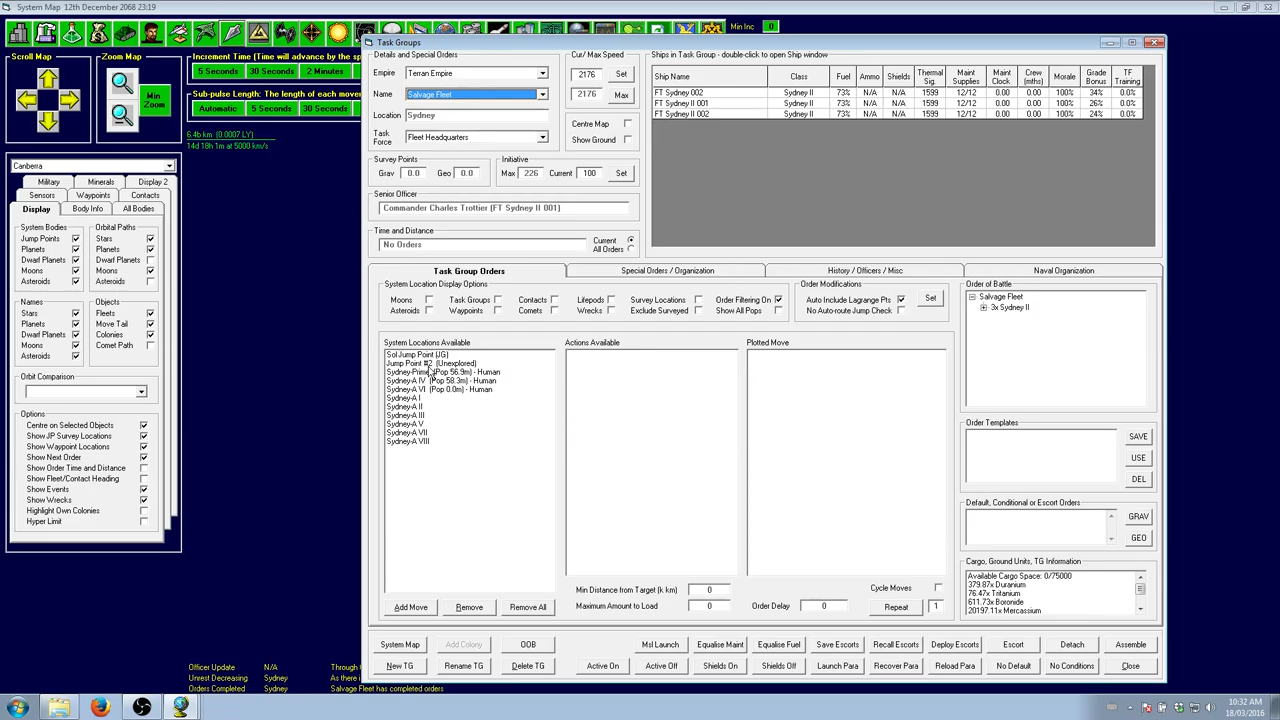 System Map 12th December 2068 23:19
Min Inc 0
Scroll Map
Zoom Map
Min
Zoom
Increment Time (Time will advance by the sp
5 Seconds 30 Seconds 2 Minutes
Sub-pulse Length: The length of each movem
Automatic 5 Seconds 30 Seconds
6.4b km (0.0007 LY)
14d 18h 1m at 5000 km/s
Canberra
Military Minerals Display 2
Sensors Waypoints Contacts
Display Body Info All Bodies
System Bodies
Jump Points
Planets
Dwarf Planets
Moons
Asteroids
Orbital Paths
Stars
Planets
Dwarf Planets
Moons
Asteroids
Names
Stars
Planets
Dwarf Planets
Moons
Asteroids
Objects
Fleets
Move Tail
Colonies
Comet Path
Orbit Comparison
Options
Centre on Selected Objects
Show JP Survey Locations
Show Waypoint Locations
Show Next Order
Show Order Time and Distance
Show Fleet/Contact Heading
Show Events
Show Wrecks
Highlight Own Colonies
Hyper Limit
Officer Update N/A Through
Unrest Decreasing Sydney As there i
Orders Completed Sydney Salvage Fleet has completed orders
Task Groups
Details and Special Orders
Empire Terran Empire
Name Salvage Fleet
Location Sydney
Task
Force Fleet Headquarters
Cur/ Max Speed
2176 Set
2176 Max
Centre Map
Show Ground
Survey Points
Grav 0.0 Geo 0.0
Initiative
Max 226 Current 100 Set
Senior Officer
Commander Charles Trottier (FT Sydney II 001)
Time and Distance
No Orders
Current
All Orders
Ships in Task Group - double-click to open Ship window
Ship Name Class Fuel Ammo Shields Thermal Sig. Maint Supplies Maint Clock Crew (mths) Morale Grade Bonus TF Training
FT Sydney 002 Sydney II 73% N/A N/A 1599 12/12 0.00 0.00 100% 34% N/A
FT Sydney II 001 Sydney II 73% N/A N/A 1599 12/12 0.00 0.00 100% 26% N/A
FT Sydney II 002 Sydney II 73% N/A N/A 1599 12/12 0.00 0.00 100% 24% N/A
Task Group Orders Special Orders / Organization History / Officers / Misc Naval Organization
System Location Display Options
Moons Task Groups Contacts Lifepods Survey Locations Order Filtering On
Asteroids Waypoints Comets Wrecks Exclude Surveyed Show All Pops
Order Modifications
Auto Include Lagrange Pts Set
No Auto-route Jump Check
System Locations Available
Sol Jump Point (JG)
Jump Point #2 (Unexplored)
Sydney-Prime (Pop 56.9m) - Human
Sydney-A IV (Pop 58.3m) - Human
Sydney-A VI (Pop 0.0m) - Human
Sydney-A I
Sydney-A II
Sydney-A III
Sydney-A V
Sydney-A VII
Sydney-A VIII
Actions Available
Plotted Move
Add Move Remove Remove All
Min Distance from Target (k km) 0
Maximum Amount to Load 0
Order Delay 0
Cycle Moves
Repeat 1
Order of Battle
Salvage Fleet
3x Sydney II
Order Templates
SAVE
USE
DEL
Default, Conditional or Escort Orders
GRAV
GEO
Cargo, Ground Units, TG Information
Available Cargo Space: 0/75000
379.87x Duranium
76.47x Tritanium
611.73x Boronide
20197.11x Mercassium
System Map Add Colony OOB Msl Launch Equalise Maint Equalise Fuel Save Escorts Recall Escorts Deploy Escorts Escort Detach Assemble
New TG Rename TG Delete TG Active On Active Off Shields On Shields Off Launch Para Recover Para Reload Para No Default No Conditions Close
10:32 AM
18/03/2016